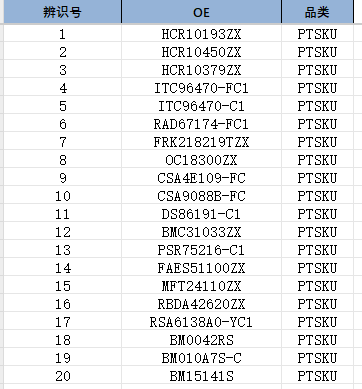 辨识号 OE 品类
1 HCR10193ZX PTSKU
2 HCR10450ZX PTSKU
3 HCR10379ZX PTSKU
4 ITC96470-FC1 PTSKU
5 ITC96470-C1 PTSKU
6 RAD67174-FC1 PTSKU
7 FRK218219TZX PTSKU
8 OC18300ZX PTSKU
9 CSA4E109-FC PTSKU
10 CSA9088B-FC PTSKU
11 DS86191-C1 PTSKU
12 BMC31033ZX PTSKU
13 PSR75216-C1 PTSKU
14 FAES51100ZX PTSKU
15 MFT24110ZX PTSKU
16 RBDA42620ZX PTSKU
17 RSA6138A0-YC1 PTSKU
18 BM0042RS PTSKU
19 BM010A7S-C PTSKU
20 BM15141S PTSKU